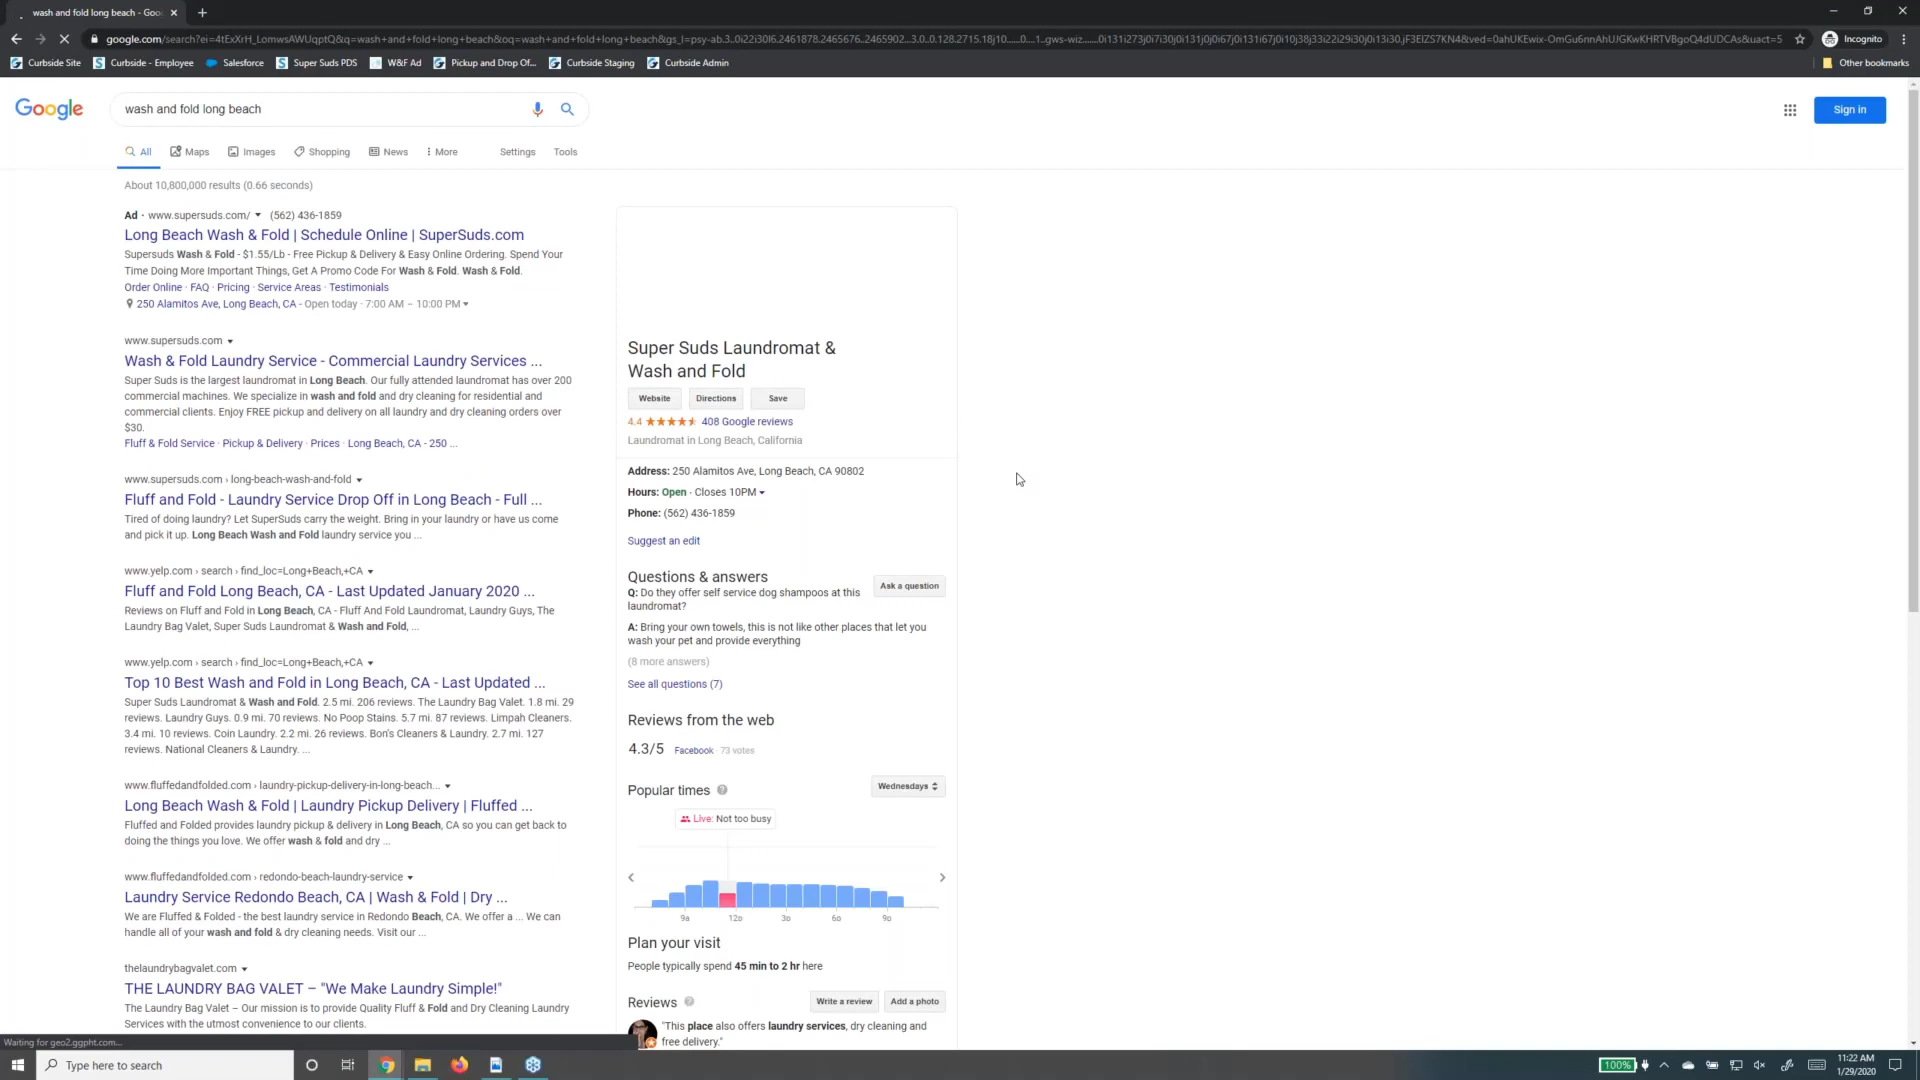 wash and fold long beach - Goo
google.com/search?ei=4tExXrH_LomwsAWUqptQ&q=wash+and+fold+long+beach&oq=wash+and+fold+long+beach&gs_l=psy-ab.3..0i22i30l6.2461878.2465676..2465902...3.0..0.128.2715.18j10......0....1..gws-wiz.......0i131i273j0i7i30j0i131j0j0i67j0i131i67j0i10j38j33i22i29i30j0i13i30.jF3ElZS7KN4&ved=0ahUKEwix-OmGu6nnAhUJGKwKHRTVBgoQ4dUDCAs&uact=5
Incognito
Curbside Site
Curbside - Employee
Salesforce
Super Suds PDS
W&F Ad
Pickup and Drop Of...
Curbside Staging
Curbside Admin
Other bookmarks
Google
wash and fold long beach
Sign in
All Maps Images Shopping News More Settings Tools
About 10,800,000 results (0.66 seconds)
Ad · www.supersuds.com/ (562) 436-1859
Long Beach Wash & Fold | Schedule Online | SuperSuds.com
Supersuds Wash & Fold - $1.55/Lb - Free Pickup & Delivery & Easy Online Ordering. Spend Your
Time Doing More Important Things, Get A Promo Code For Wash & Fold. Wash & Fold.
Order Online · FAQ · Pricing · Service Areas · Testimonials
250 Alamitos Ave, Long Beach, CA - Open today · 7:00 AM – 10:00 PM
www.supersuds.com
Wash & Fold Laundry Service - Commercial Laundry Services ...
Super Suds is the largest laundromat in Long Beach. Our fully attended laundromat has over 200
commercial machines. We specialize in wash and fold and dry cleaning for residential and
commercial clients. Enjoy FREE pickup and delivery on all laundry and dry cleaning orders over
$30.
Fluff & Fold Service · Pickup & Delivery · Prices · Long Beach, CA - 250 ...
www.supersuds.com › long-beach-wash-and-fold
Fluff and Fold - Laundry Service Drop Off in Long Beach - Full ...
Tired of doing laundry? Let SuperSuds carry the weight. Bring in your laundry or have us come
and pick it up. Long Beach Wash and Fold laundry service you ...
www.yelp.com › search › find_loc=Long+Beach,+CA
Fluff and Fold Long Beach, CA - Last Updated January 2020 ...
Reviews on Fluff and Fold in Long Beach, CA - Fluff And Fold Laundromat, Laundry Guys, The
Laundry Bag Valet, Super Suds Laundromat & Wash and Fold, ...
www.yelp.com › search › find_loc=Long+Beach,+CA
Top 10 Best Wash and Fold in Long Beach, CA - Last Updated ...
Super Suds Laundromat & Wash and Fold. 2.5 mi. 206 reviews. The Laundry Bag Valet. 1.8 mi. 29
reviews. Laundry Guys. 0.9 mi. 70 reviews. No Poop Stains. 5.7 mi. 87 reviews. Limpah Cleaners.
3.4 mi. 10 reviews. Coin Laundry. 2.2 mi. 26 reviews. Bon's Cleaners & Laundry. 2.7 mi. 127
reviews. National Cleaners & Laundry. ...
www.fluffedandfolded.com › laundry-pickup-delivery-in-long-beach...
Long Beach Wash & Fold | Laundry Pickup Delivery | Fluffed ...
Fluffed and Folded provides laundry pickup & delivery in Long Beach, CA so you can get back to
doing the things you love. We offer wash & fold and dry ...
www.fluffedandfolded.com › redondo-beach-laundry-service
Laundry Service Redondo Beach, CA | Wash & Fold | Dry ...
We are Fluffed & Folded - the best laundry service in Redondo Beach, CA. We offer a ... We can
handle all of your wash and fold & dry cleaning needs. Visit our ...
thelaundrybagvalet.com
THE LAUNDRY BAG VALET – "We Make Laundry Simple!"
The Laundry Bag Valet – Our mission is to provide Quality Fluff & Fold and Dry Cleaning Laundry
Services with the utmost convenience to our clients.
Super Suds Laundromat &
Wash and Fold
Website Directions Save
4.4 408 Google reviews
Laundromat in Long Beach, California
Address: 250 Alamitos Ave, Long Beach, CA 90802
Hours: Open · Closes 10PM
Phone: (562) 436-1859
Suggest an edit
Questions & answers
Ask a question
Q: Do they offer self service dog shampoos at this
laundromat?
A: Bring your own towels, this is not like other places that let you
wash your pet and provide everything
(8 more answers)
See all questions (7)
Reviews from the web
4.3/5 Facebook · 73 votes
Popular times
Wednesdays
Live: Not too busy
9a 12p 3p 6p 9p
Plan your visit
People typically spend 45 min to 2 hr here
Reviews
Write a review Add a photo
"This place also offers laundry services, dry cleaning and
free delivery."
Waiting for geo2.ggpht.com...
Type here to search
100%
11:22 AM
1/29/2020